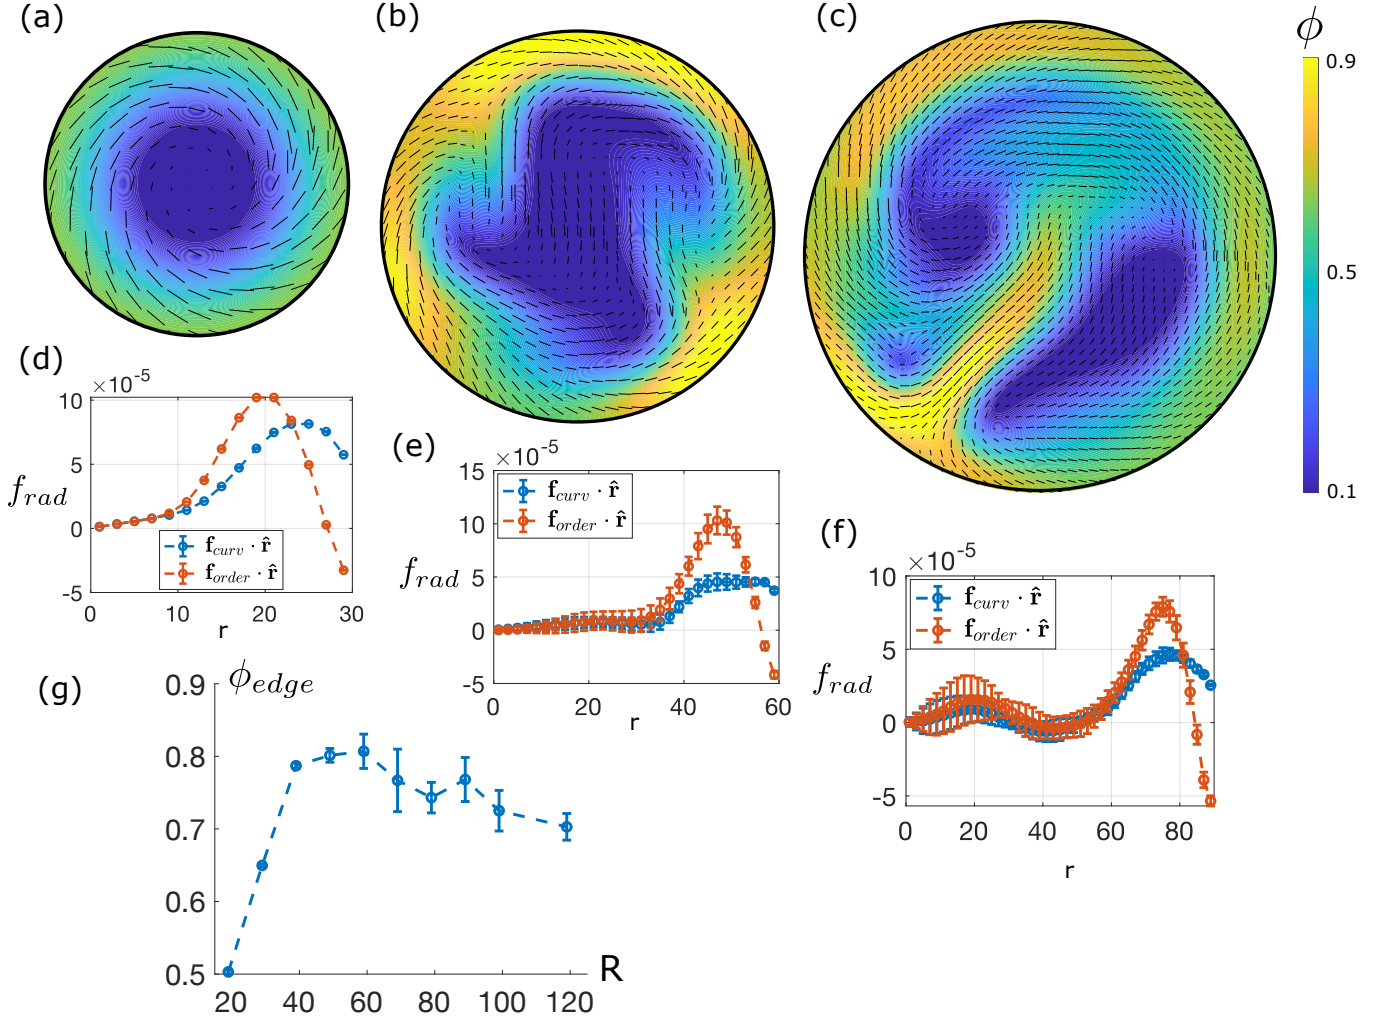 (a)
(b)
(c)
ϕ
0.9
0.5
0.1
(d)
×10⁻⁵
10
5
0
-5
f_rad
f_curv · r̂
f_order · r̂
0 10 20 30
r
(e)
×10⁻⁵
15
10
5
0
-5
f_rad
f_curv · r̂
f_order · r̂
0 20 40 60
r
(f)
×10⁻⁵
10
5
0
-5
f_rad
f_curv · r̂
f_order · r̂
0 20 40 60 80
r
(g)
ϕ_edge
0.9
0.8
0.7
0.6
0.5
20 40 60 80 100 120
R